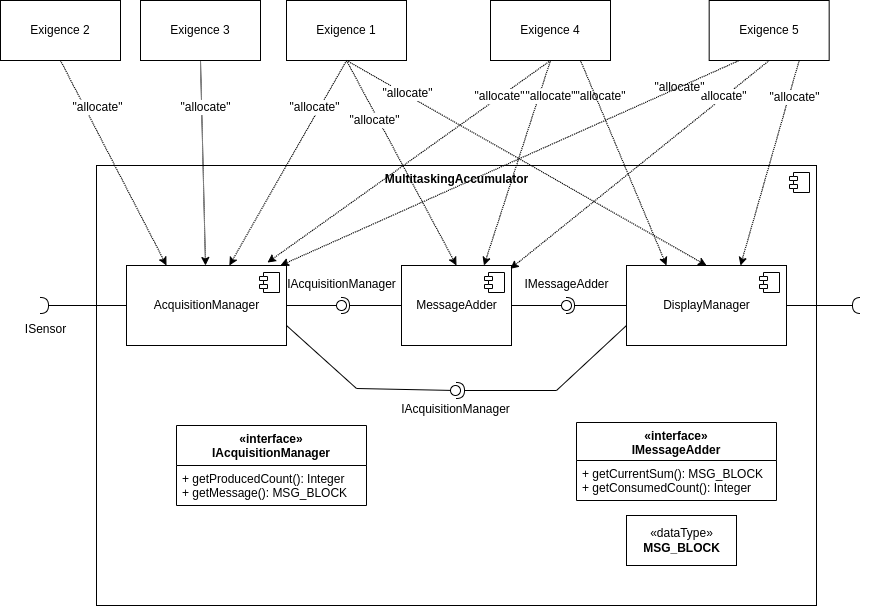 Exigence 2
Exigence 3
Exigence 1
Exigence 4
Exigence 5
"allocate"
"allocate"
"allocate"
"allocate"
"allocate"
"allocate"
"allocate"
"allocate"
"allocate"
"allocate"
"allocate"
MultitaskingAccumulator
AcquisitionManager
IAcquisitionManager
MessageAdder
IMessageAdder
DisplayManager
ISensor
IAcquisitionManager
«interface»
IAcquisitionManager
+ getProducedCount(): Integer
+ getMessage(): MSG_BLOCK
«interface»
IMessageAdder
+ getCurrentSum(): MSG_BLOCK
+ getConsumedCount(): Integer
«dataType»
MSG_BLOCK